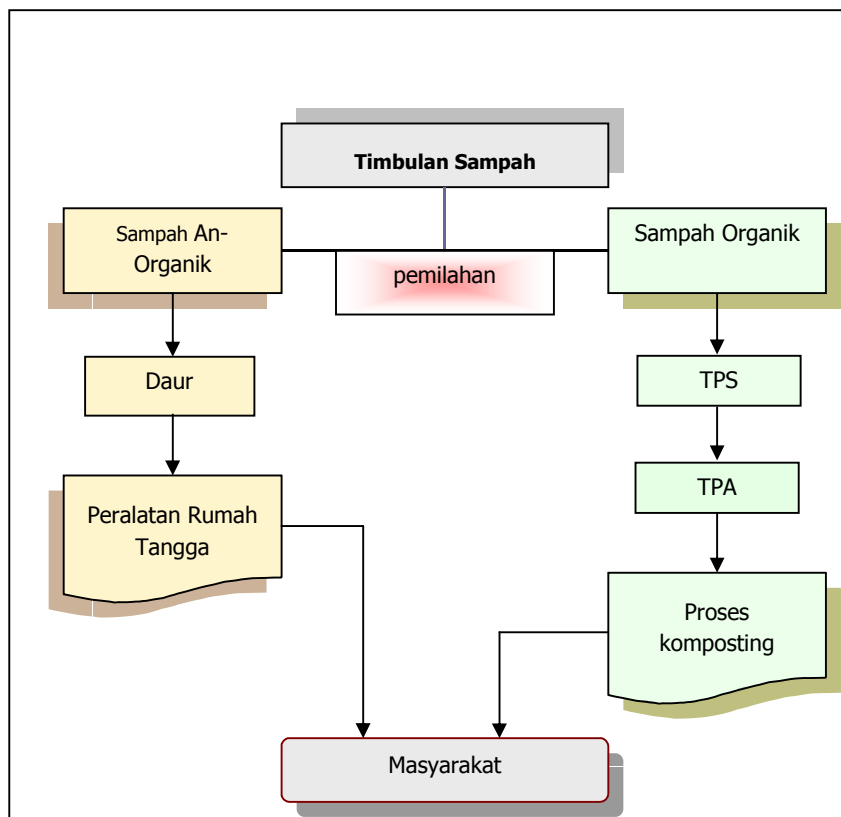 Timbulan Sampah
Sampah An-
Organik
pemilahan
Sampah Organik
Daur
TPS
Peralatan Rumah
Tangga
TPA
Proses
komposting
Masyarakat